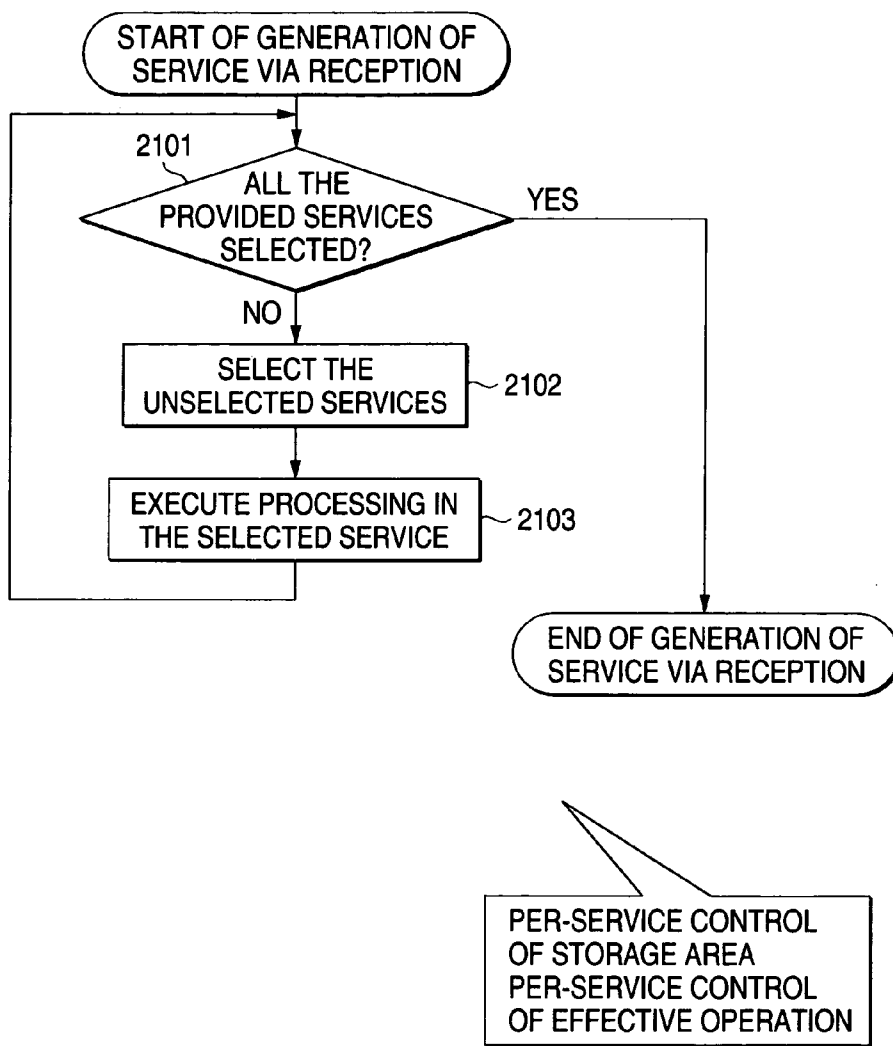 START OF GENERATION OF
SERVICE VIA RECEPTION
2101
ALL THE
PROVIDED SERVICES
SELECTED?
YES
NO
SELECT THE
UNSELECTED SERVICES
2102
EXECUTE PROCESSING IN
THE SELECTED SERVICE
2103
END OF GENERATION OF
SERVICE VIA RECEPTION
PER-SERVICE CONTROL
OF STORAGE AREA
PER-SERVICE CONTROL
OF EFFECTIVE OPERATION